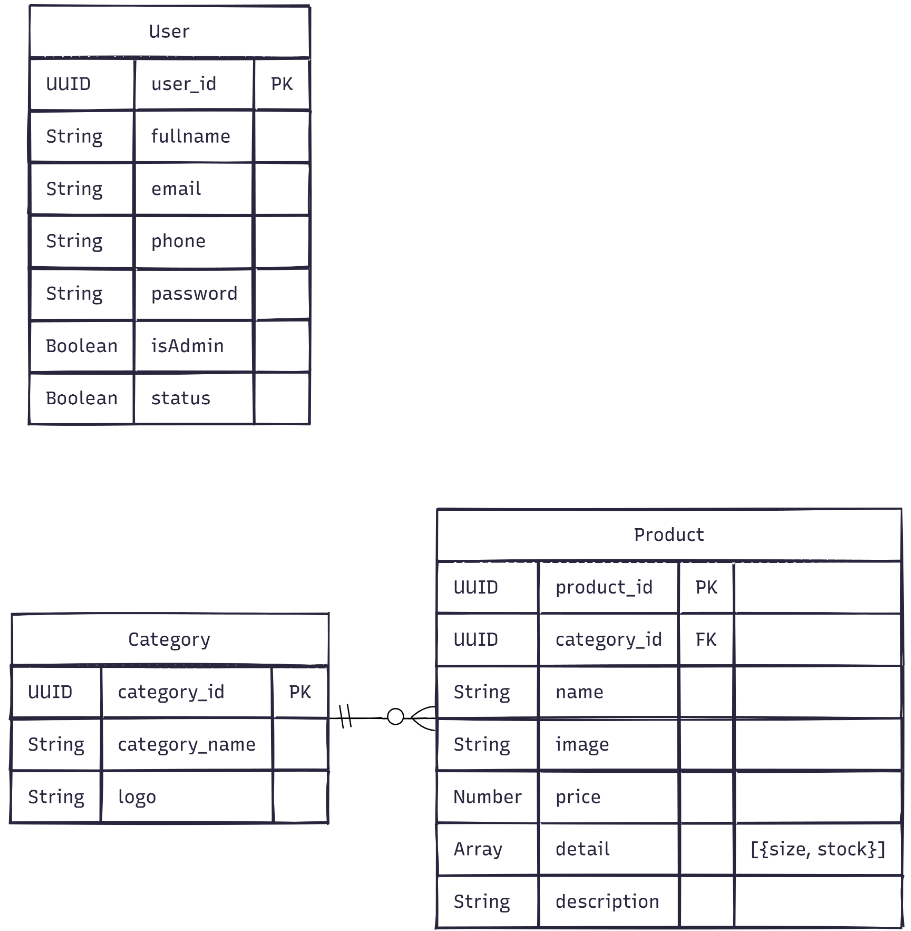 User
UUID user_id PK
String fullname
String email
String phone
String password
Boolean isAdmin
Boolean status
Category
UUID category_id PK
String category_name
String logo
Product
UUID product_id PK
UUID category_id FK
String name
String image
Number price
Array detail [{size, stock}]
String description